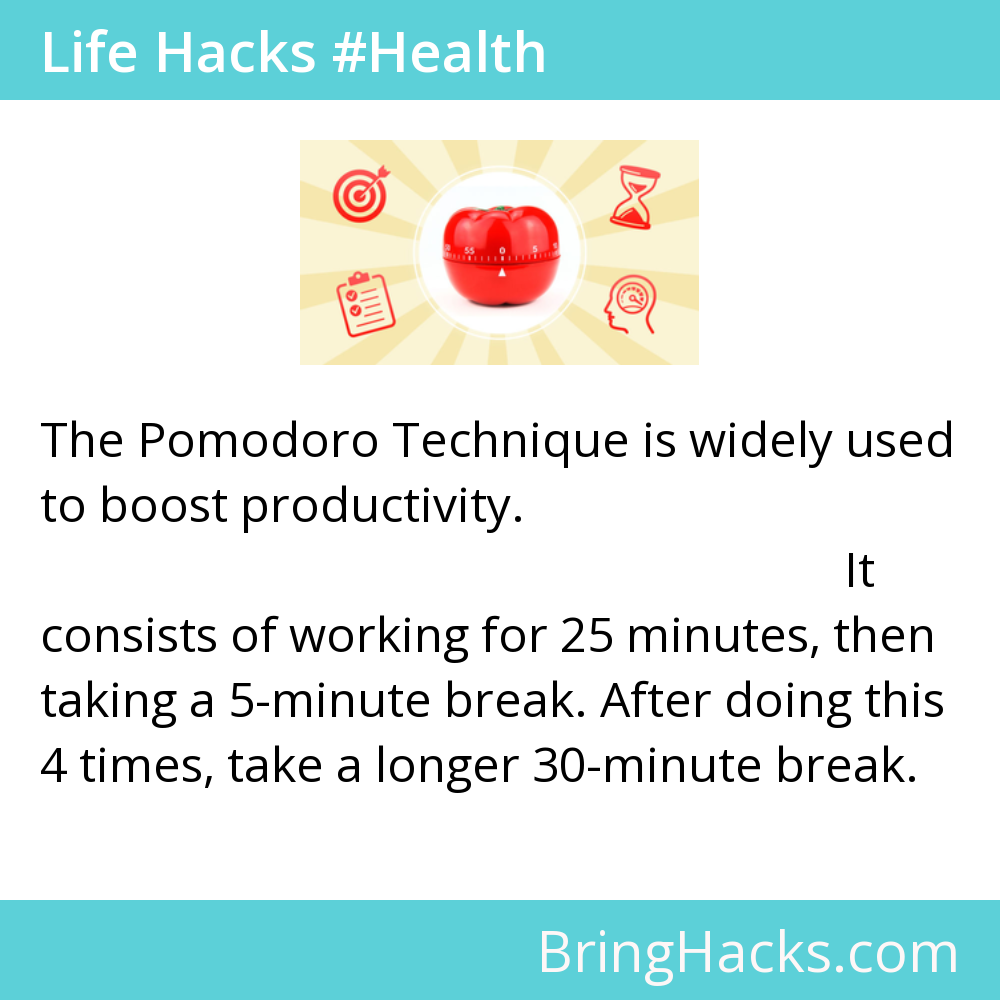 Life Hacks #Health
55 0 5
The Pomodoro Technique is widely used
to boost productivity.
It
consists of working for 25 minutes, then
taking a 5-minute break. After doing this
4 times, take a longer 30-minute break.
BringHacks.com